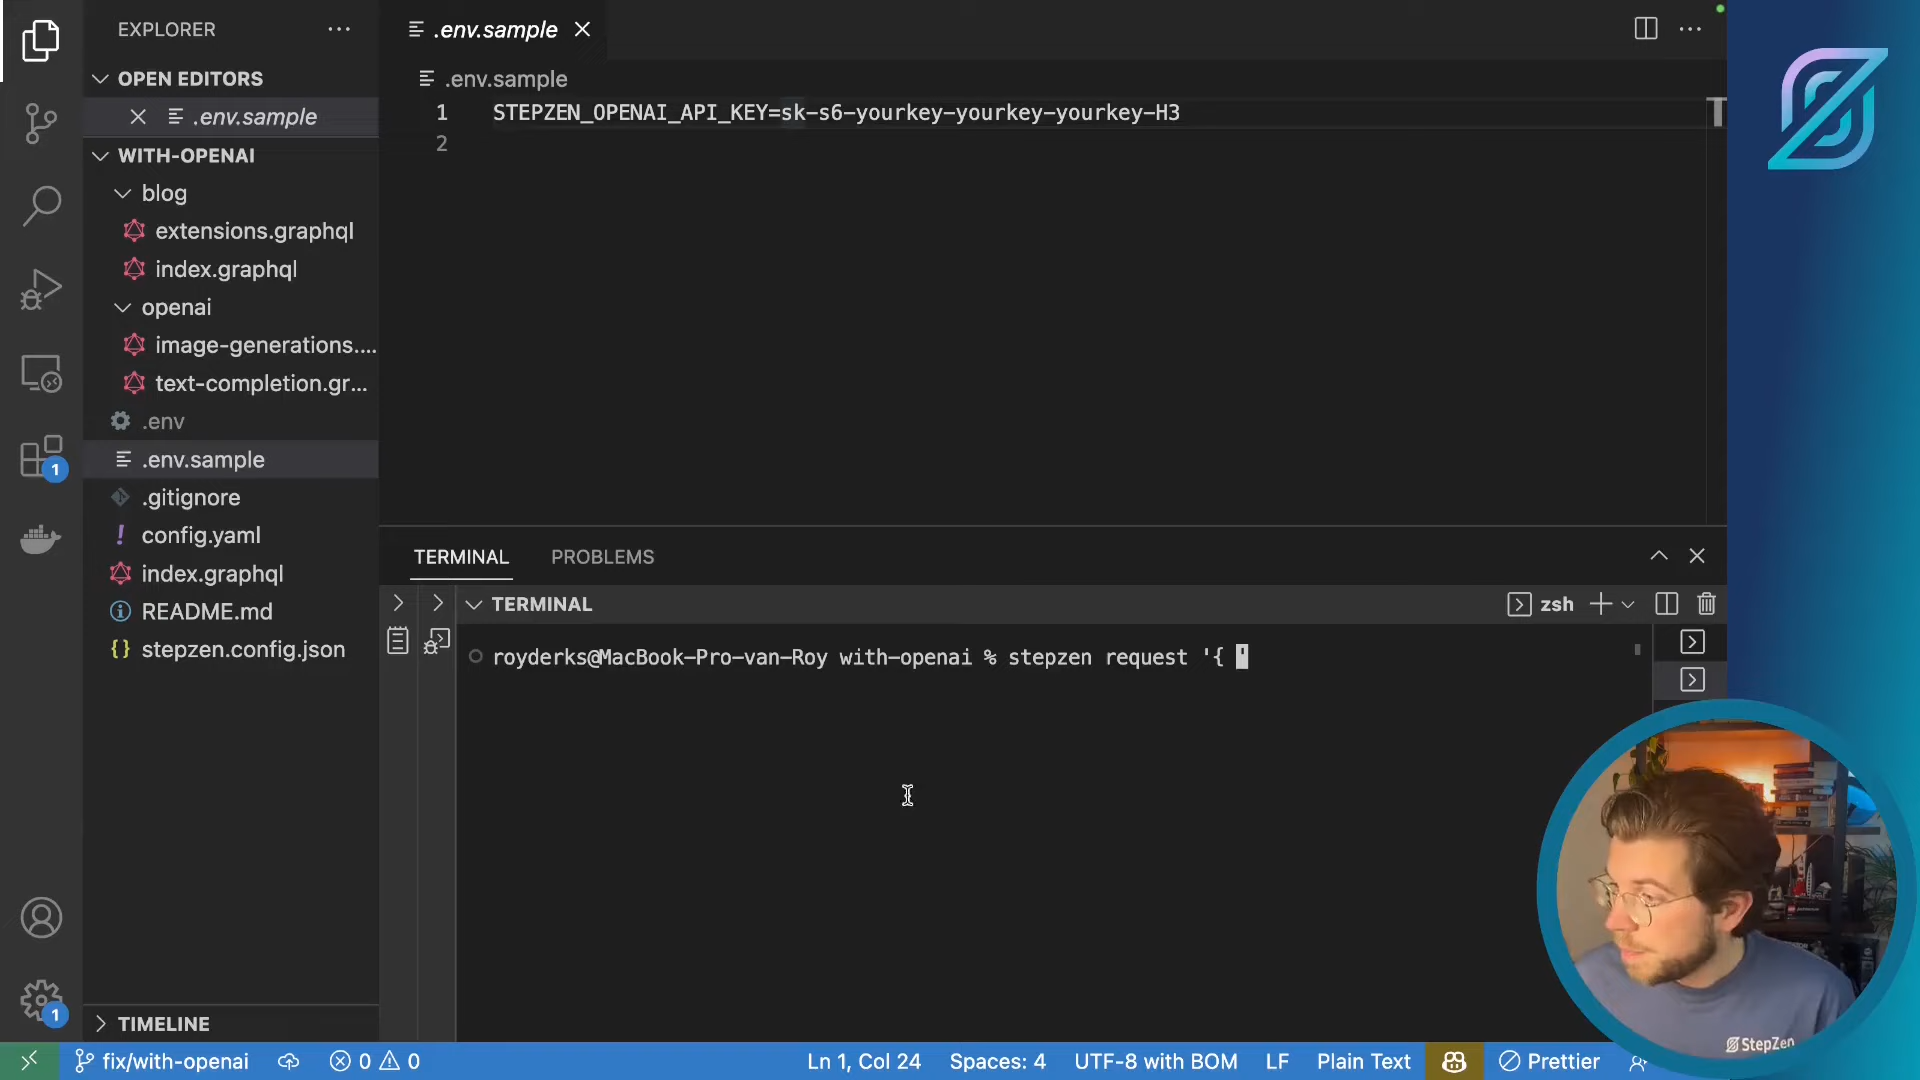 EXPLORER
OPEN EDITORS
.env.sample
WITH-OPENAI
blog
extensions.graphql
index.graphql
openai
image-generations....
text-completion.gr...
.env
.env.sample
.gitignore
config.yaml
index.graphql
README.md
stepzen.config.json
TIMELINE
.env.sample
.env.sample
1 STEPZEN_OPENAI_API_KEY=sk-s6-yourkey-yourkey-yourkey-H3
2
TERMINAL PROBLEMS
TERMINAL
zsh
royderks@MacBook-Pro-van-Roy with-openai % stepzen request '{ '
1
1
StepZen
fix/with-openai 0 0 Ln 1, Col 24 Spaces: 4 UTF-8 with BOM LF Plain Text Prettier